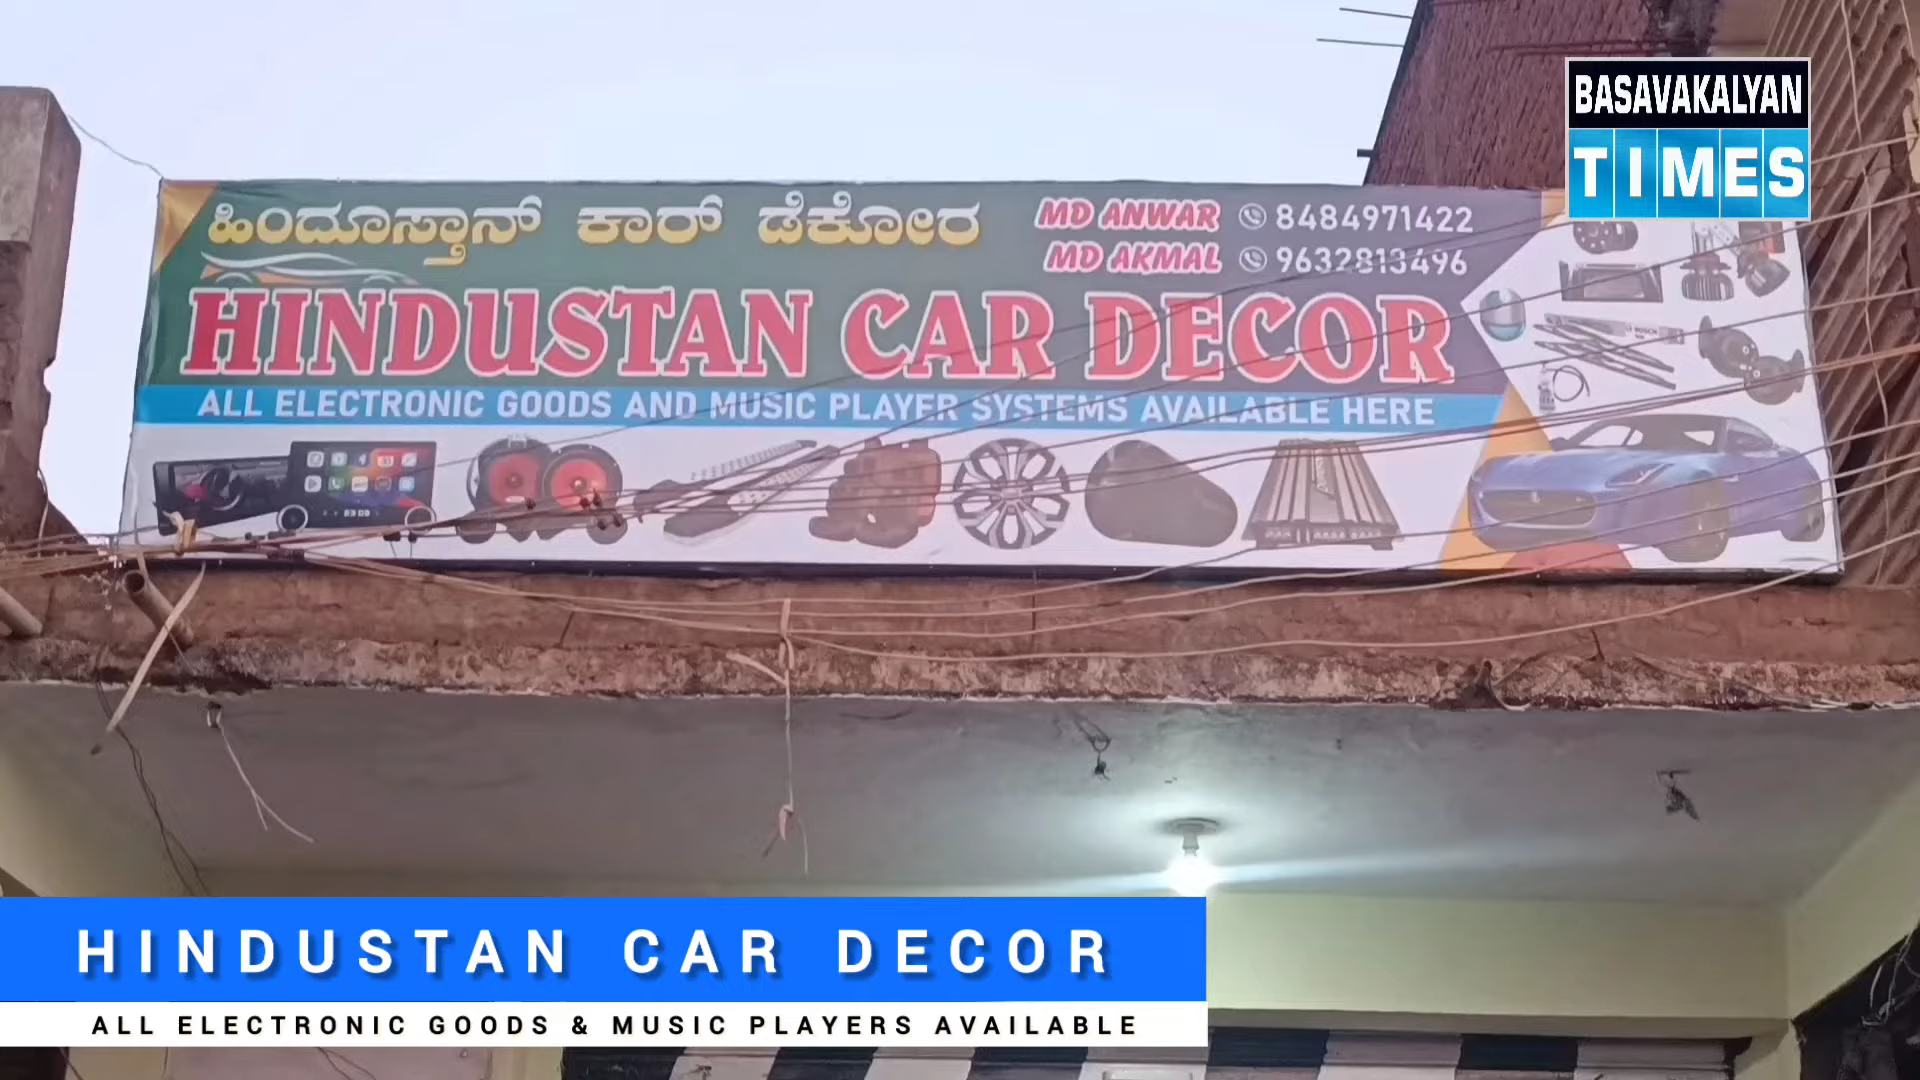 BASAVAKALYAN
TIMES
ಹಿಂದೂಸ್ತಾನ್ ಕಾರ್ ಡೆಕೋರ
MD ANWAR 8484971422
MD AKMAL 9632813496
HINDUSTAN CAR DECOR
ALL ELECTRONIC GOODS AND MUSIC PLAYER SYSTEMS AVAILABLE HERE
HINDUSTAN CAR DECOR
ALL ELECTRONIC GOODS & MUSIC PLAYERS AVAILABLE